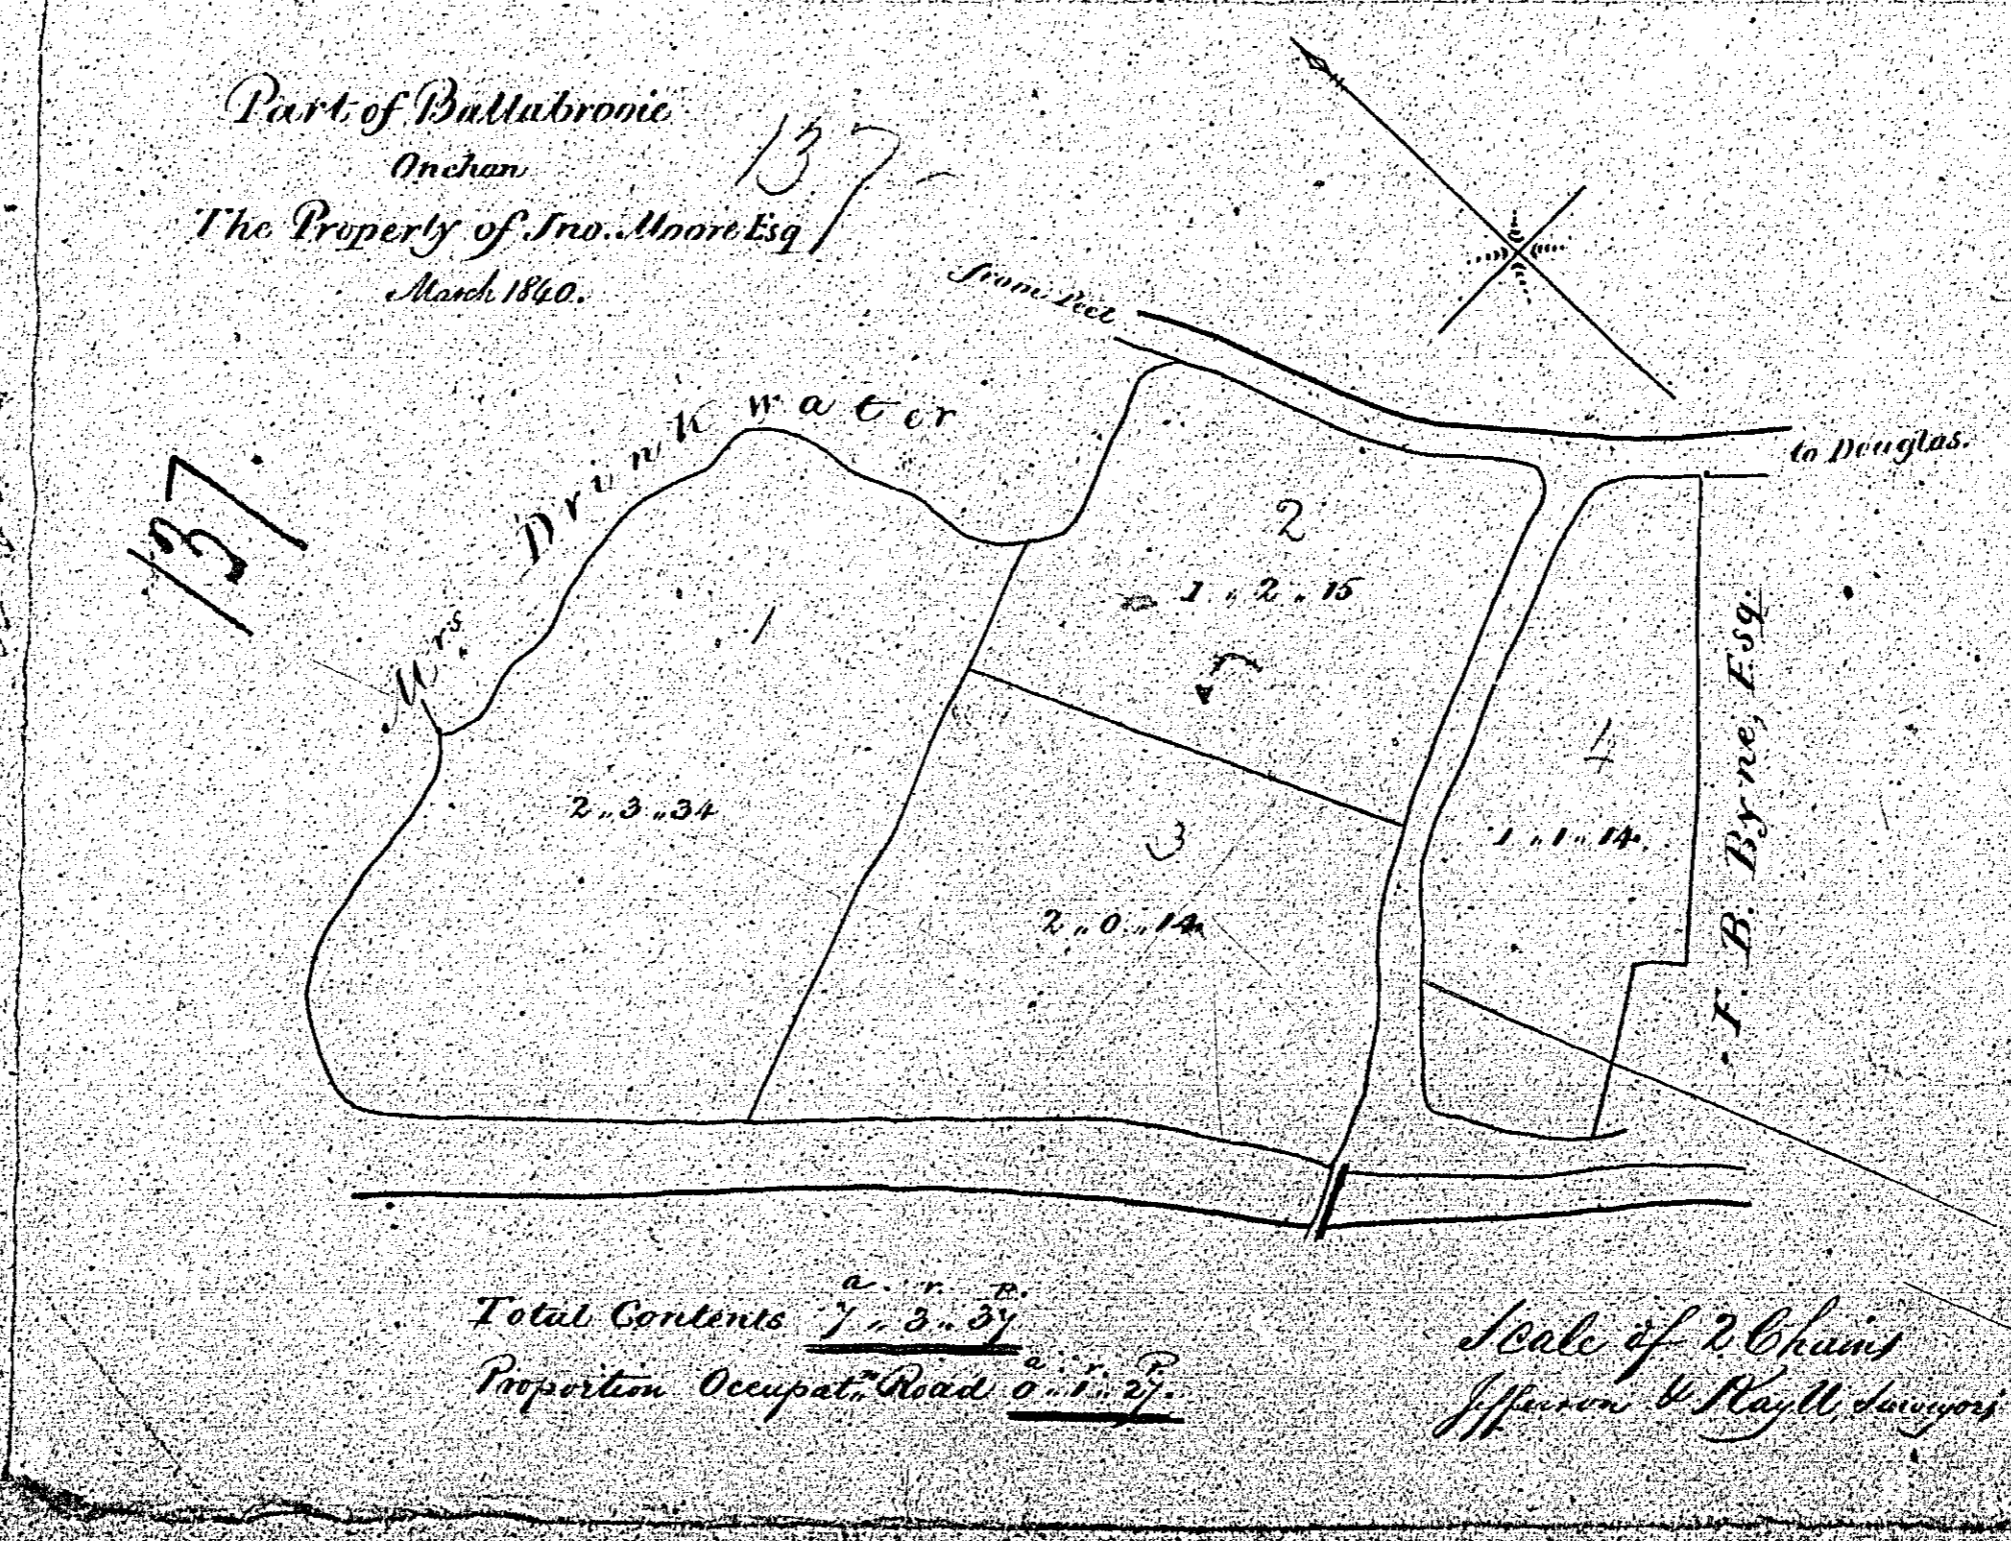 Part of Ballabrooie
Onchan
The Property of Jno. Moore Esq
March 1840.
137
137.
from Peel
to Douglas.
Mrs Drinkwater
1
2,,3,,34
2
1,,2,,15
3
2,,0,,14
4
1,,1,,14.
F. B. Byrne, Esq.
a. r. p.
Total Contents 7,,3,,37
a. r. P.
Proportion Occupatn Road 0,,1,,27.
Scale of 2 Chains
Jefferson & Kayll, Surveyors